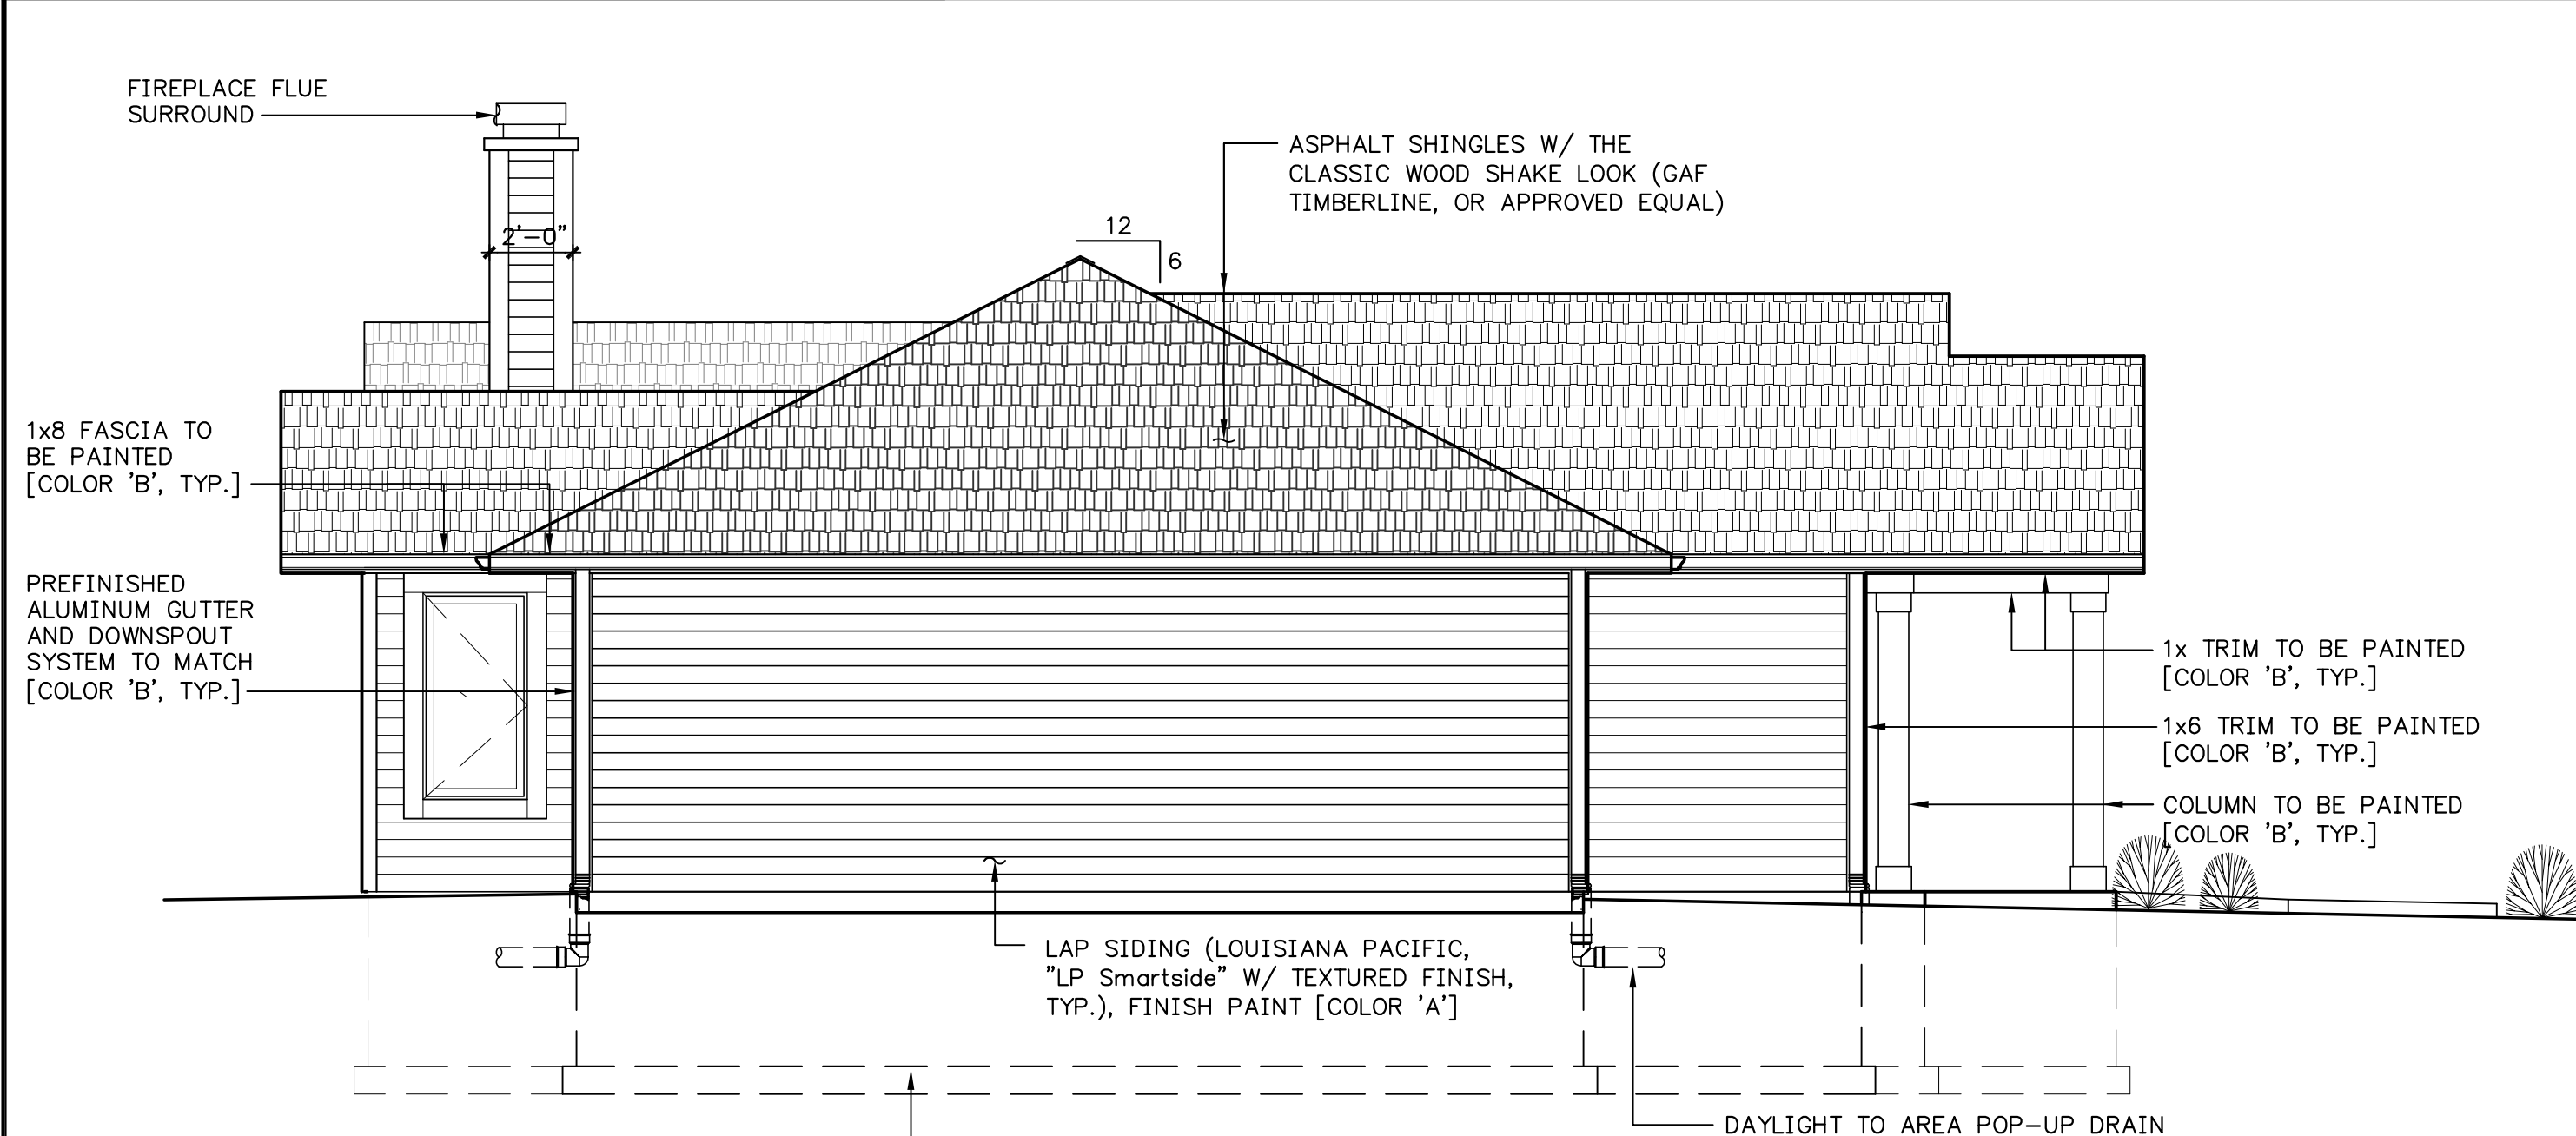 FIREPLACE FLUE
SURROUND
ASPHALT SHINGLES W/ THE
CLASSIC WOOD SHAKE LOOK (GAF
TIMBERLINE, OR APPROVED EQUAL)
12
6
2'-0"
1x8 FASCIA TO
BE PAINTED
[COLOR 'B', TYP.]
PREFINISHED
ALUMINUM GUTTER
AND DOWNSPOUT
SYSTEM TO MATCH
[COLOR 'B', TYP.]
1x TRIM TO BE PAINTED
[COLOR 'B', TYP.]
1x6 TRIM TO BE PAINTED
[COLOR 'B', TYP.]
COLUMN TO BE PAINTED
[COLOR 'B', TYP.]
LAP SIDING (LOUISIANA PACIFIC,
"LP Smartside" W/ TEXTURED FINISH,
TYP.), FINISH PAINT [COLOR 'A']
DAYLIGHT TO AREA POP-UP DRAIN